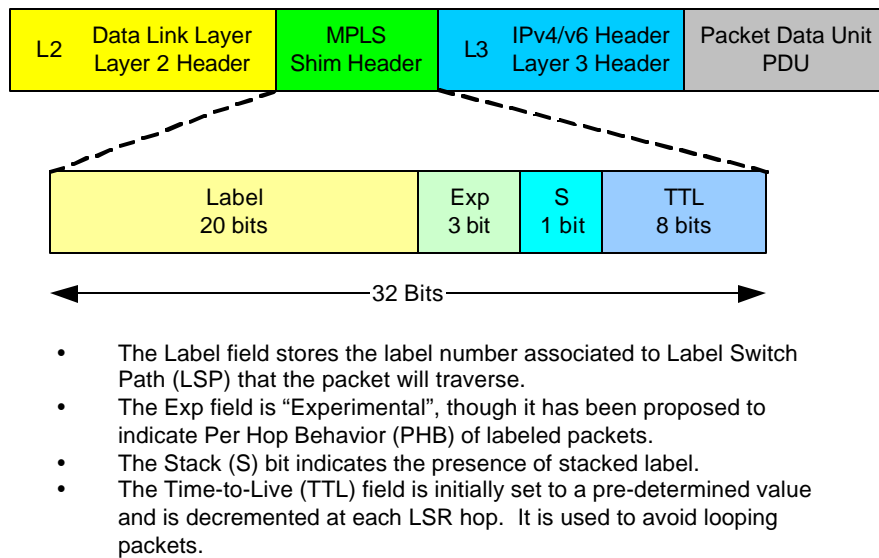 L2 Data Link Layer
Layer 2 Header
MPLS
Shim Header
L3 IPv4/v6 Header
Layer 3 Header
Packet Data Unit
PDU
Label
20 bits
Exp
3 bit
S
1 bit
TTL
8 bits
32 Bits
• The Label field stores the label number associated to Label Switch
Path (LSP) that the packet will traverse.
• The Exp field is “Experimental”, though it has been proposed to
indicate Per Hop Behavior (PHB) of labeled packets.
• The Stack (S) bit indicates the presence of stacked label.
• The Time-to-Live (TTL) field is initially set to a pre-determined value
and is decremented at each LSR hop. It is used to avoid looping
packets.